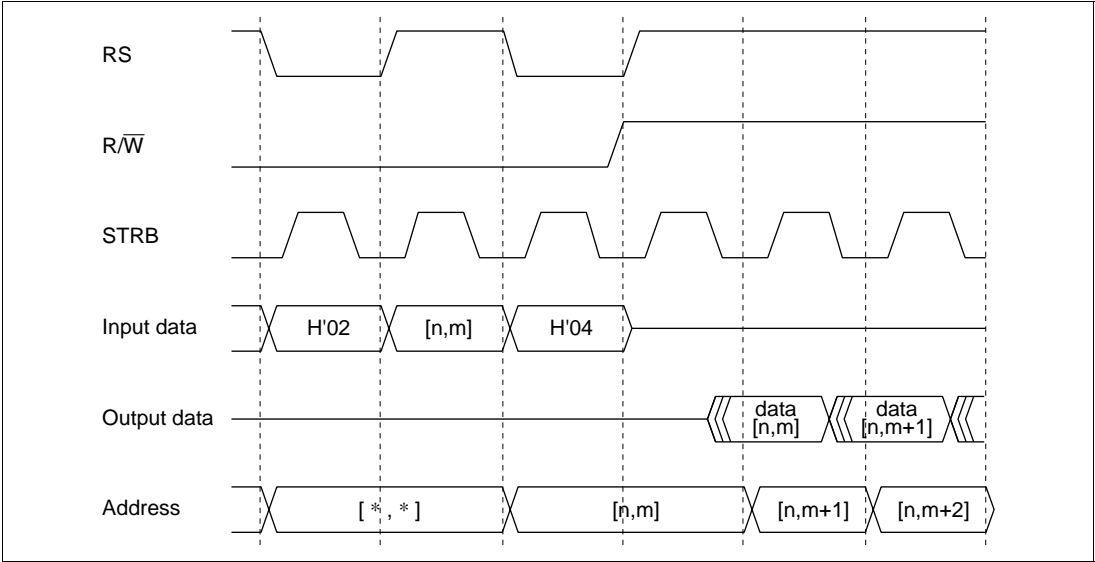 RS
R/W̅
STRB
Input data H'02 [n,m] H'04
Output data data [n,m] data [n,m+1]
Address [ * , * ] [n,m] [n,m+1] [n,m+2]